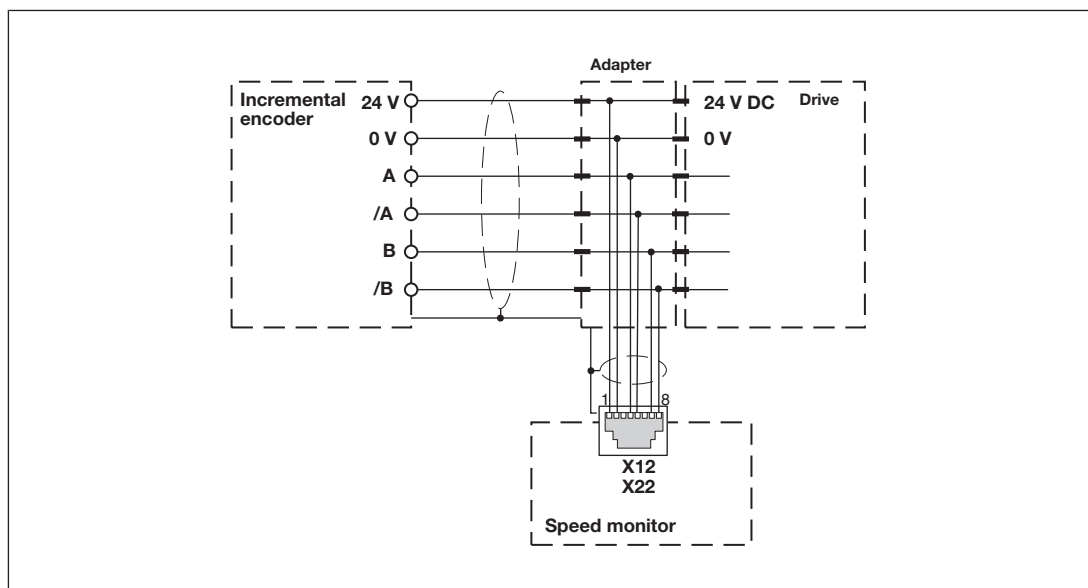 Adapter
Incremental
encoder
24 V
0 V
A
/A
B
/B
24 V DC
Drive
0 V
1
8
X12
X22
Speed monitor